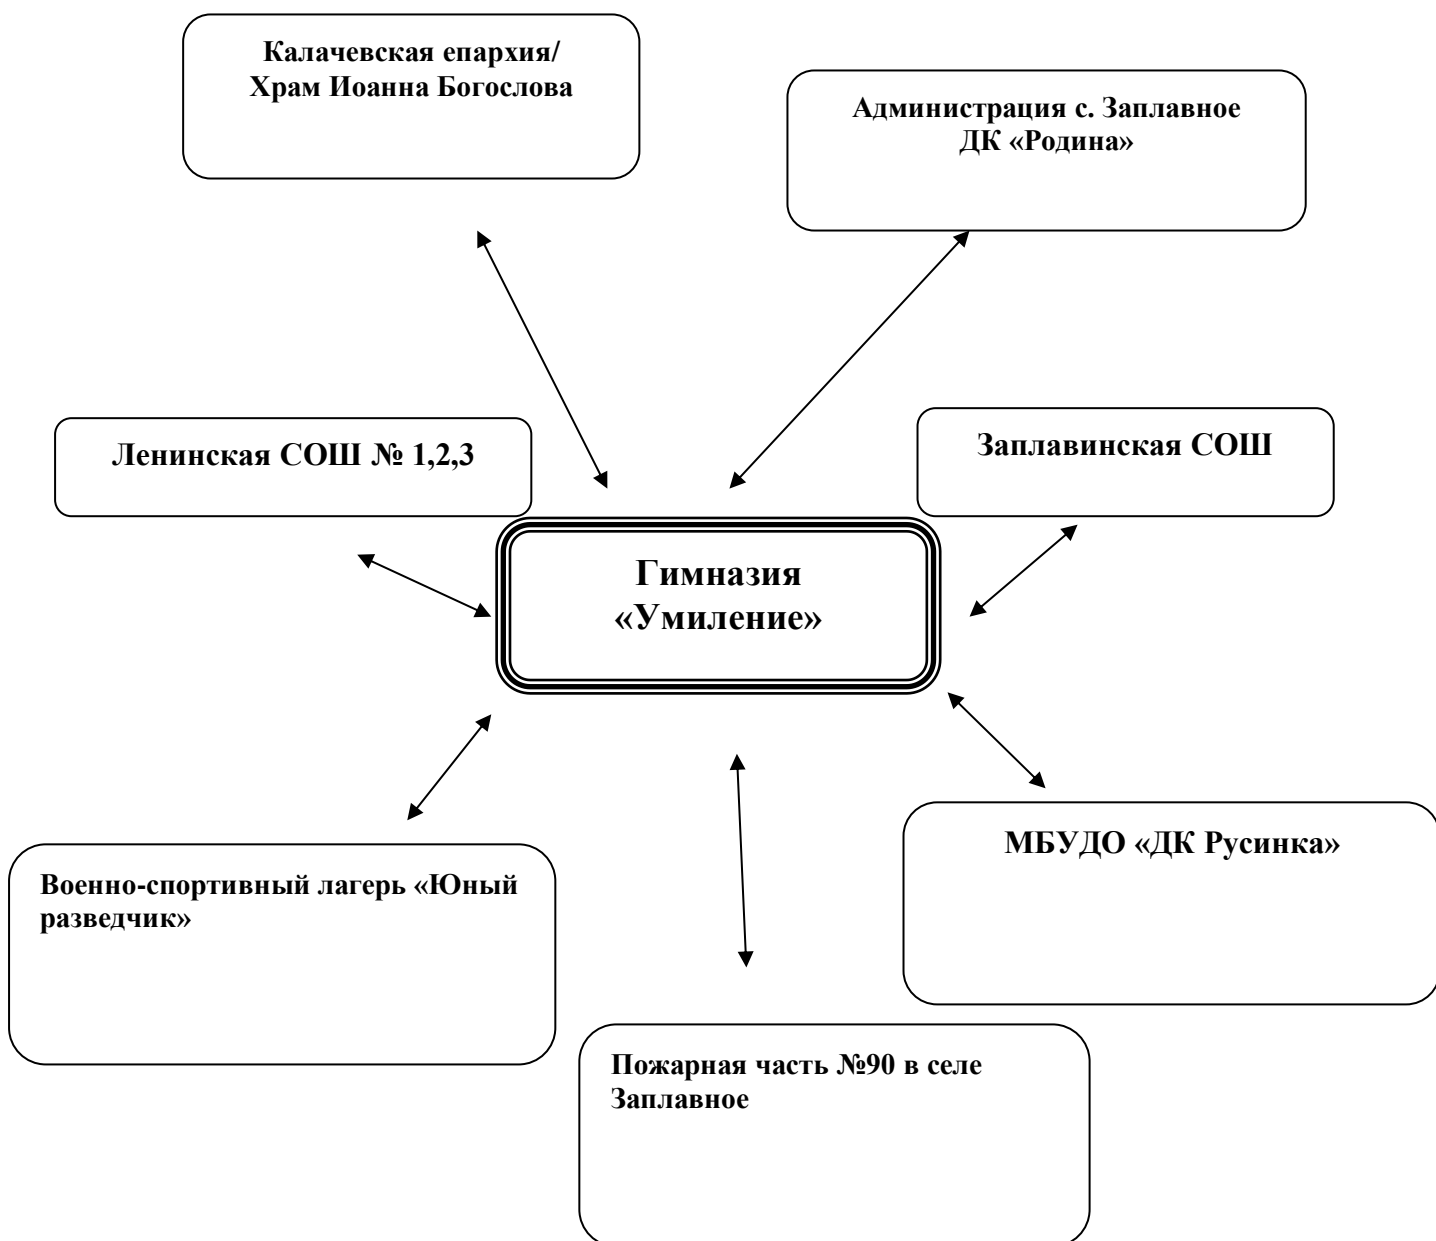 Калачевская епархия/
Храм Иоанна Богослова
Администрация с. Заплавное
ДК «Родина»
Ленинская СОШ № 1,2,3
Заплавинская СОШ
Гимназия
«Умиление»
Военно-спортивный лагерь «Юный
разведчик»
МБУДО «ДК Русинка»
Пожарная часть №90 в селе
Заплавное